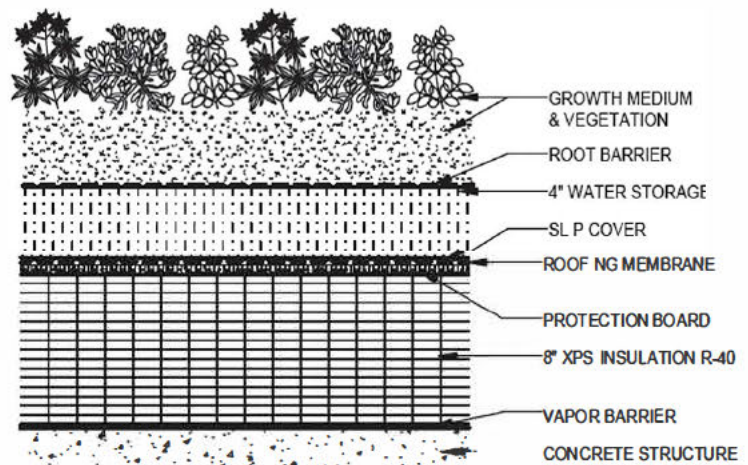 GROWTH MEDIUM
& VEGETATION
ROOT BARRIER
4" WATER STORAGE
SL P COVER
ROOF NG MEMBRANE
PROTECTION BOARD
8" XPS INSULATION R-40
VAPOR BARRIER
CONCRETE STRUCTURE